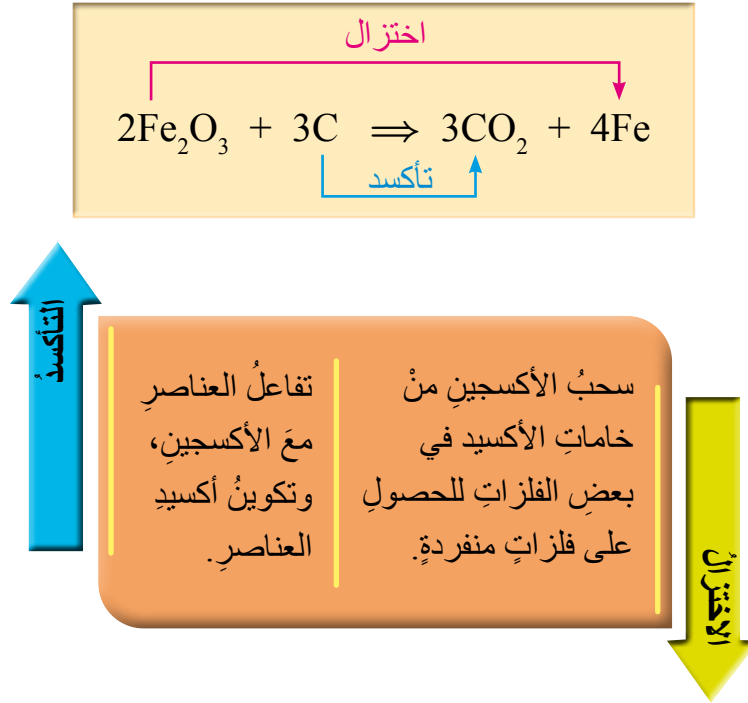 اختزال
2Fe₂O₃ + 3C ⇒ 3CO₂ + 4Fe
تأكسد
الاختزالُ
سحبُ الأكسجينِ منْ
خاماتِ الأكسيد في
بعضِ الفلزاتِ للحصولِ
على فلزاتٍ منفردةٍ.
التأكسدُ
تفاعلُ العناصرِ
معَ الأكسجينِ،
وتكوينُ أكسيدِ
العناصرِ.